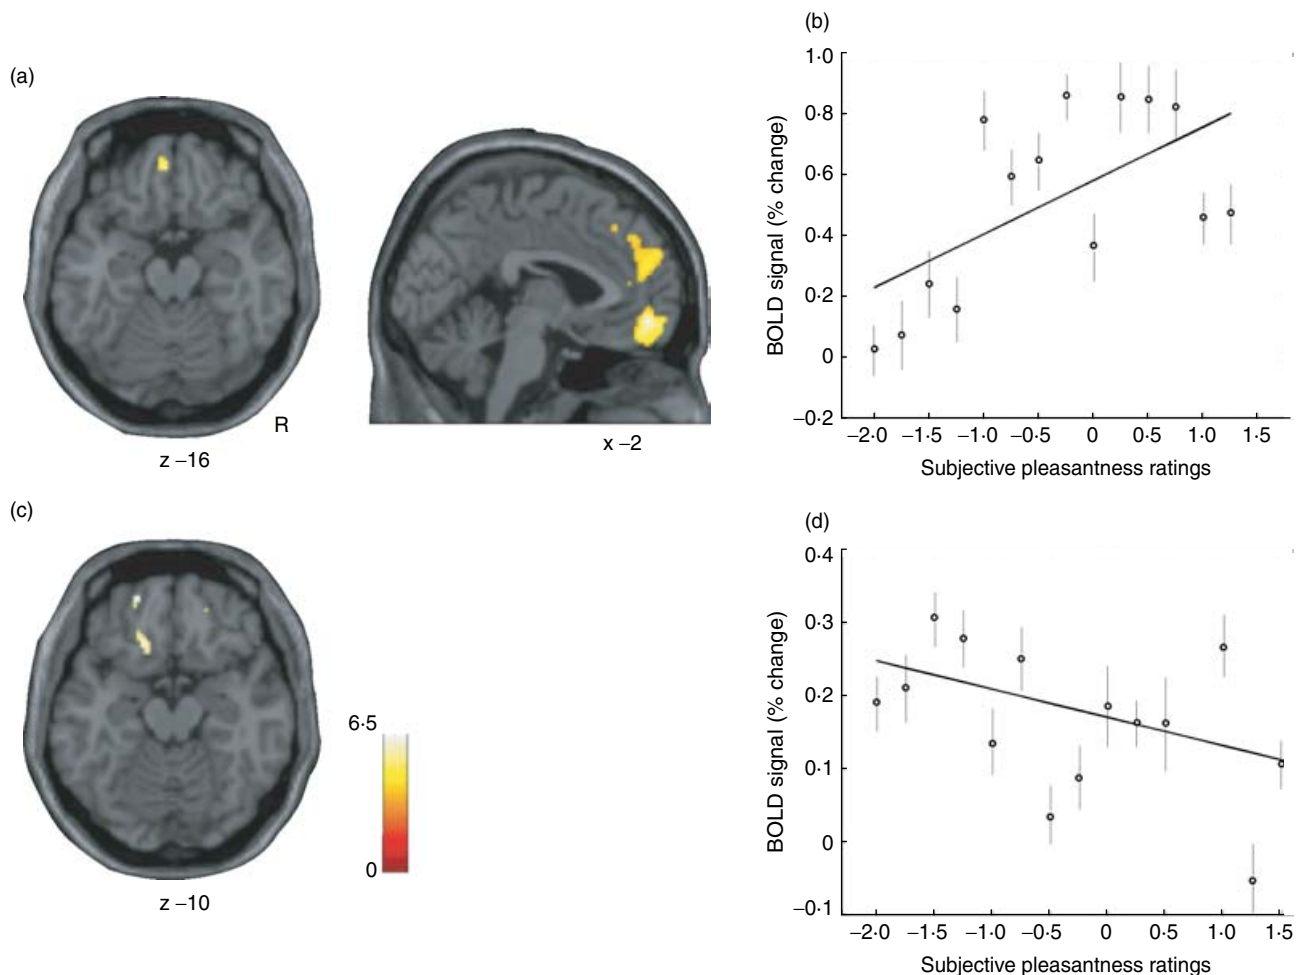 (a)
R
z −16
x −2
(b)
1·0
0·8
0·6
0·4
0·2
0
−0·2
BOLD signal (% change)
−2·0 −1·5 −1·0 −0·5 0 0·5 1·0 1·5
Subjective pleasantness ratings
(c)
z −10
6·5
0
(d)
0·4
0·3
0·2
0·1
0
−0·1
BOLD signal (% change)
−2·0 −1·5 −1·0 −0·5 0 0·5 1·0 1·5
Subjective pleasantness ratings